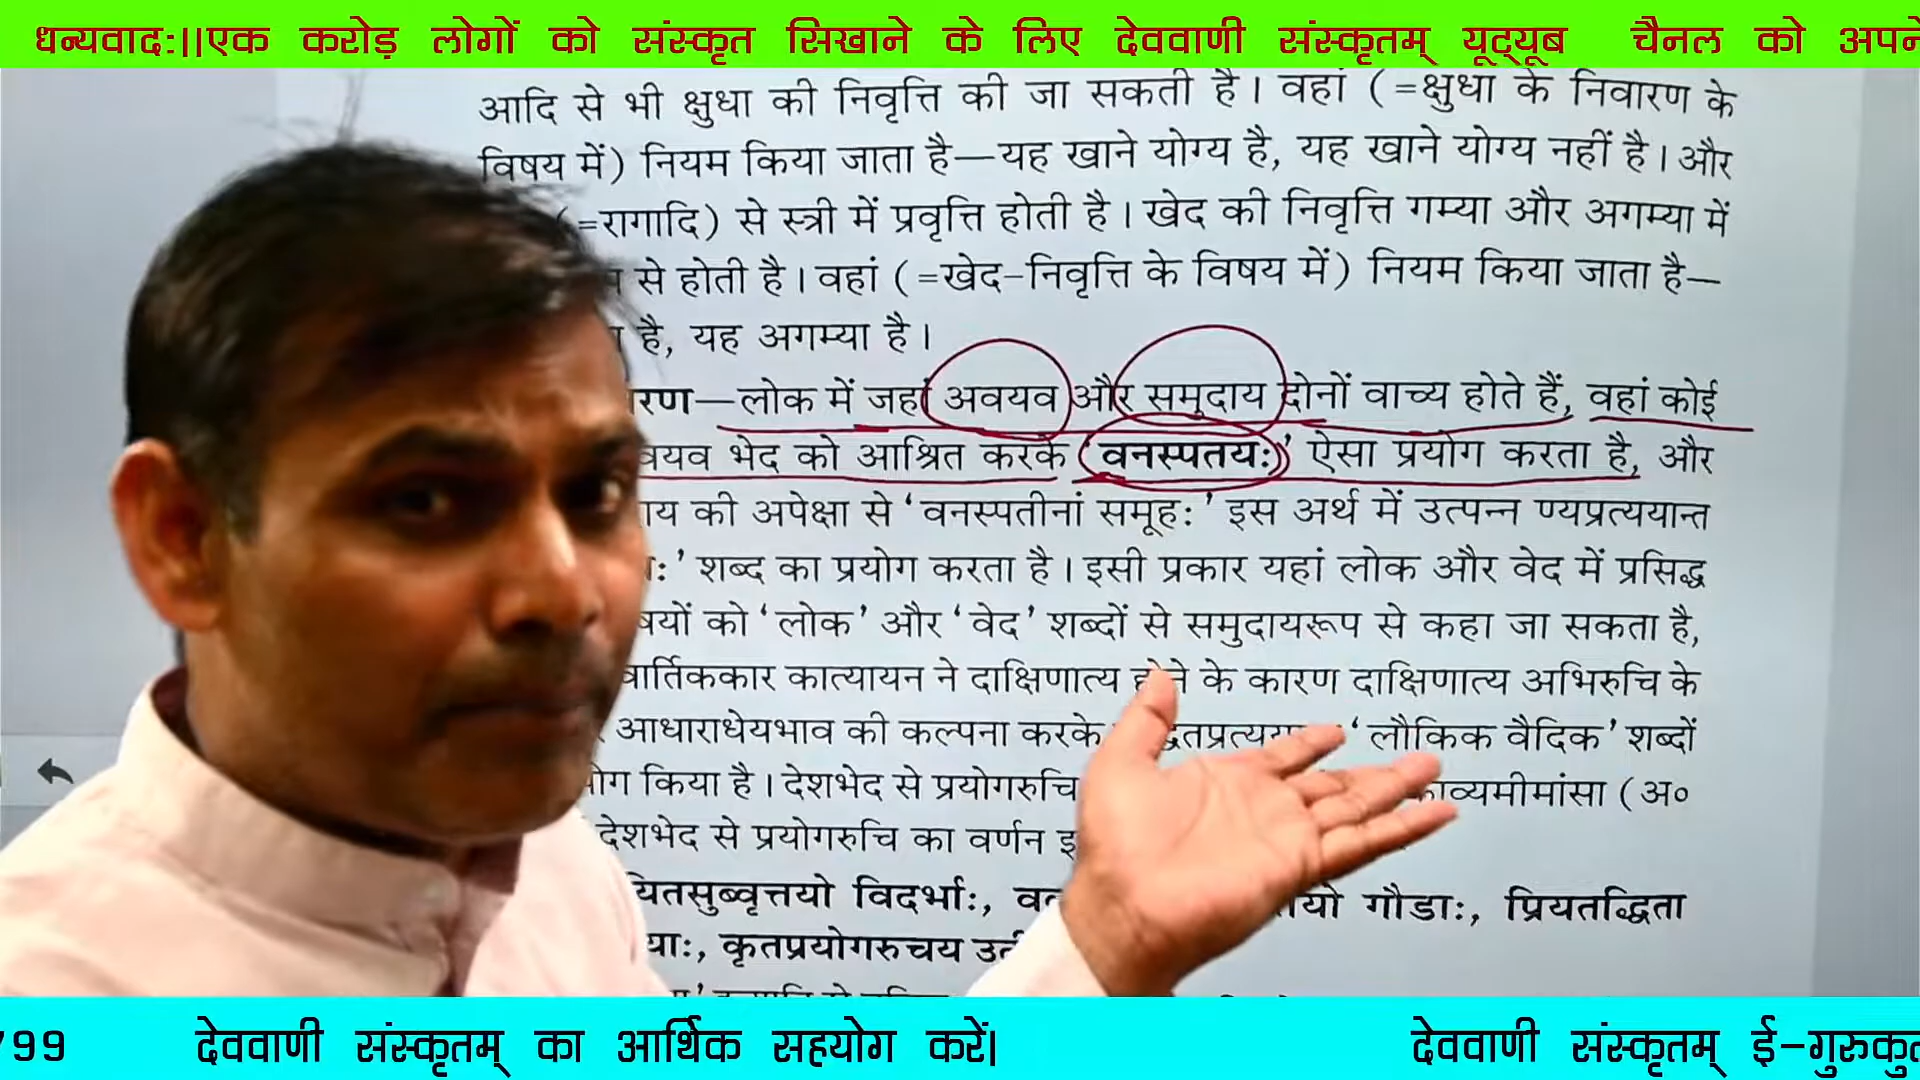 धन्यवादः।।एक करोड़ लोगों को संस्कृत सिखाने के लिए देववाणी संस्कृतम् यूट्यूब चैनल को अपने
आदि से भी क्षुधा की निवृत्ति की जा सकती है। वहां (=क्षुधा के निवारण के
विषय में) नियम किया जाता है—यह खाने योग्य है, यह खाने योग्य नहीं है। और
(=रागादि) से स्त्री में प्रवृत्ति होती है। खेद की निवृत्ति गम्या और अगम्या में
से होती है। वहां (=खेद-निवृत्ति के विषय में) नियम किया जाता है—
है, यह अगम्या है।
रण—लोक में जहां अवयव और समुदाय दोनों वाच्य होते हैं, वहां कोई
वयव भेद को आश्रित करके 'वनस्पतयः' ऐसा प्रयोग करता है, और
य की अपेक्षा से 'वनस्पतीनां समूहः' इस अर्थ में उत्पन्न ण्यप्रत्ययान्त
' शब्द का प्रयोग करता है। इसी प्रकार यहां लोक और वेद में प्रसिद्ध
षयों को 'लोक' और 'वेद' शब्दों से समुदायरूप से कहा जा सकता है,
वार्तिककार कात्यायन ने दाक्षिणात्य होने के कारण दाक्षिणात्य अभिरुचि के
आधाराधेयभाव की कल्पना करके 'लौकिक वैदिक' शब्दों
किया है। देशभेद से प्रयोगरुचि काव्यमीमांसा (अ०
देशभेद से प्रयोगरुचि का वर्णन
यितसुब्वृत्तयो विदर्भाः, गौडाः, प्रियतद्धिता
याः, कृतप्रयोगरुचय
799 देववाणी संस्कृतम् का आर्थिक सहयोग करें। देववाणी संस्कृतम् ई-गुरुकुल